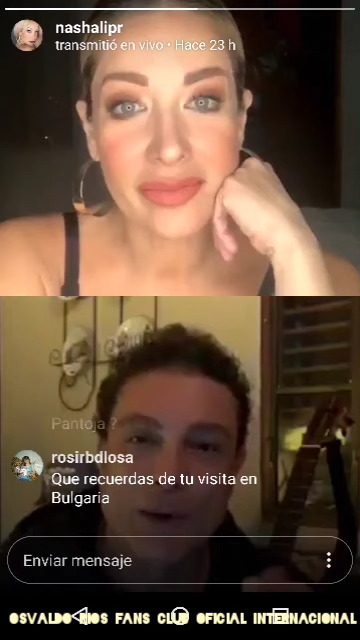 nashalipr
transmitió en vivo • Hace 23 h
Pantoja ?
rosirbdlosa
Que recuerdas de tu visita en
Bulgaria
Enviar mensaje
OSVALDO RIOS FANS CLUB OFICIAL INTERNACIONAL